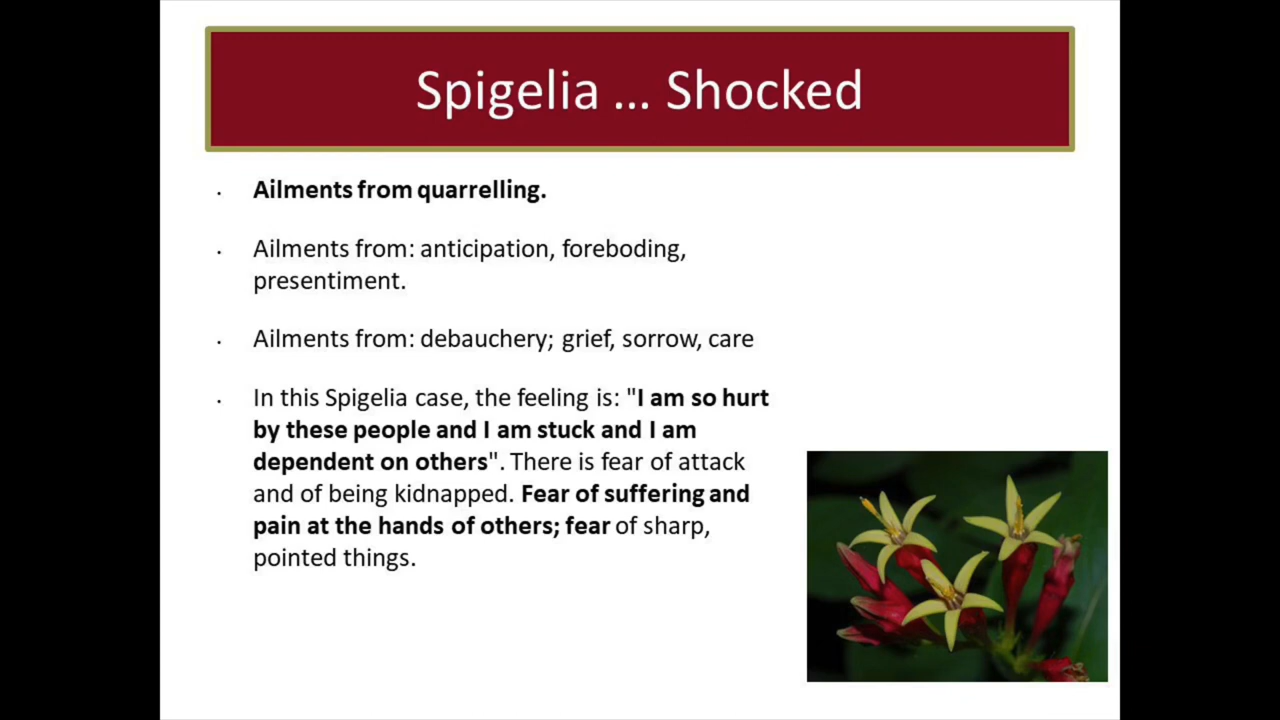 Spigelia ... Shocked
• Ailments from quarrelling.
• Ailments from: anticipation, foreboding,
presentiment.
• Ailments from: debauchery; grief, sorrow, care
• In this Spigelia case, the feeling is: "I am so hurt
by these people and I am stuck and I am
dependent on others". There is fear of attack
and of being kidnapped. Fear of suffering and
pain at the hands of others; fear of sharp,
pointed things.